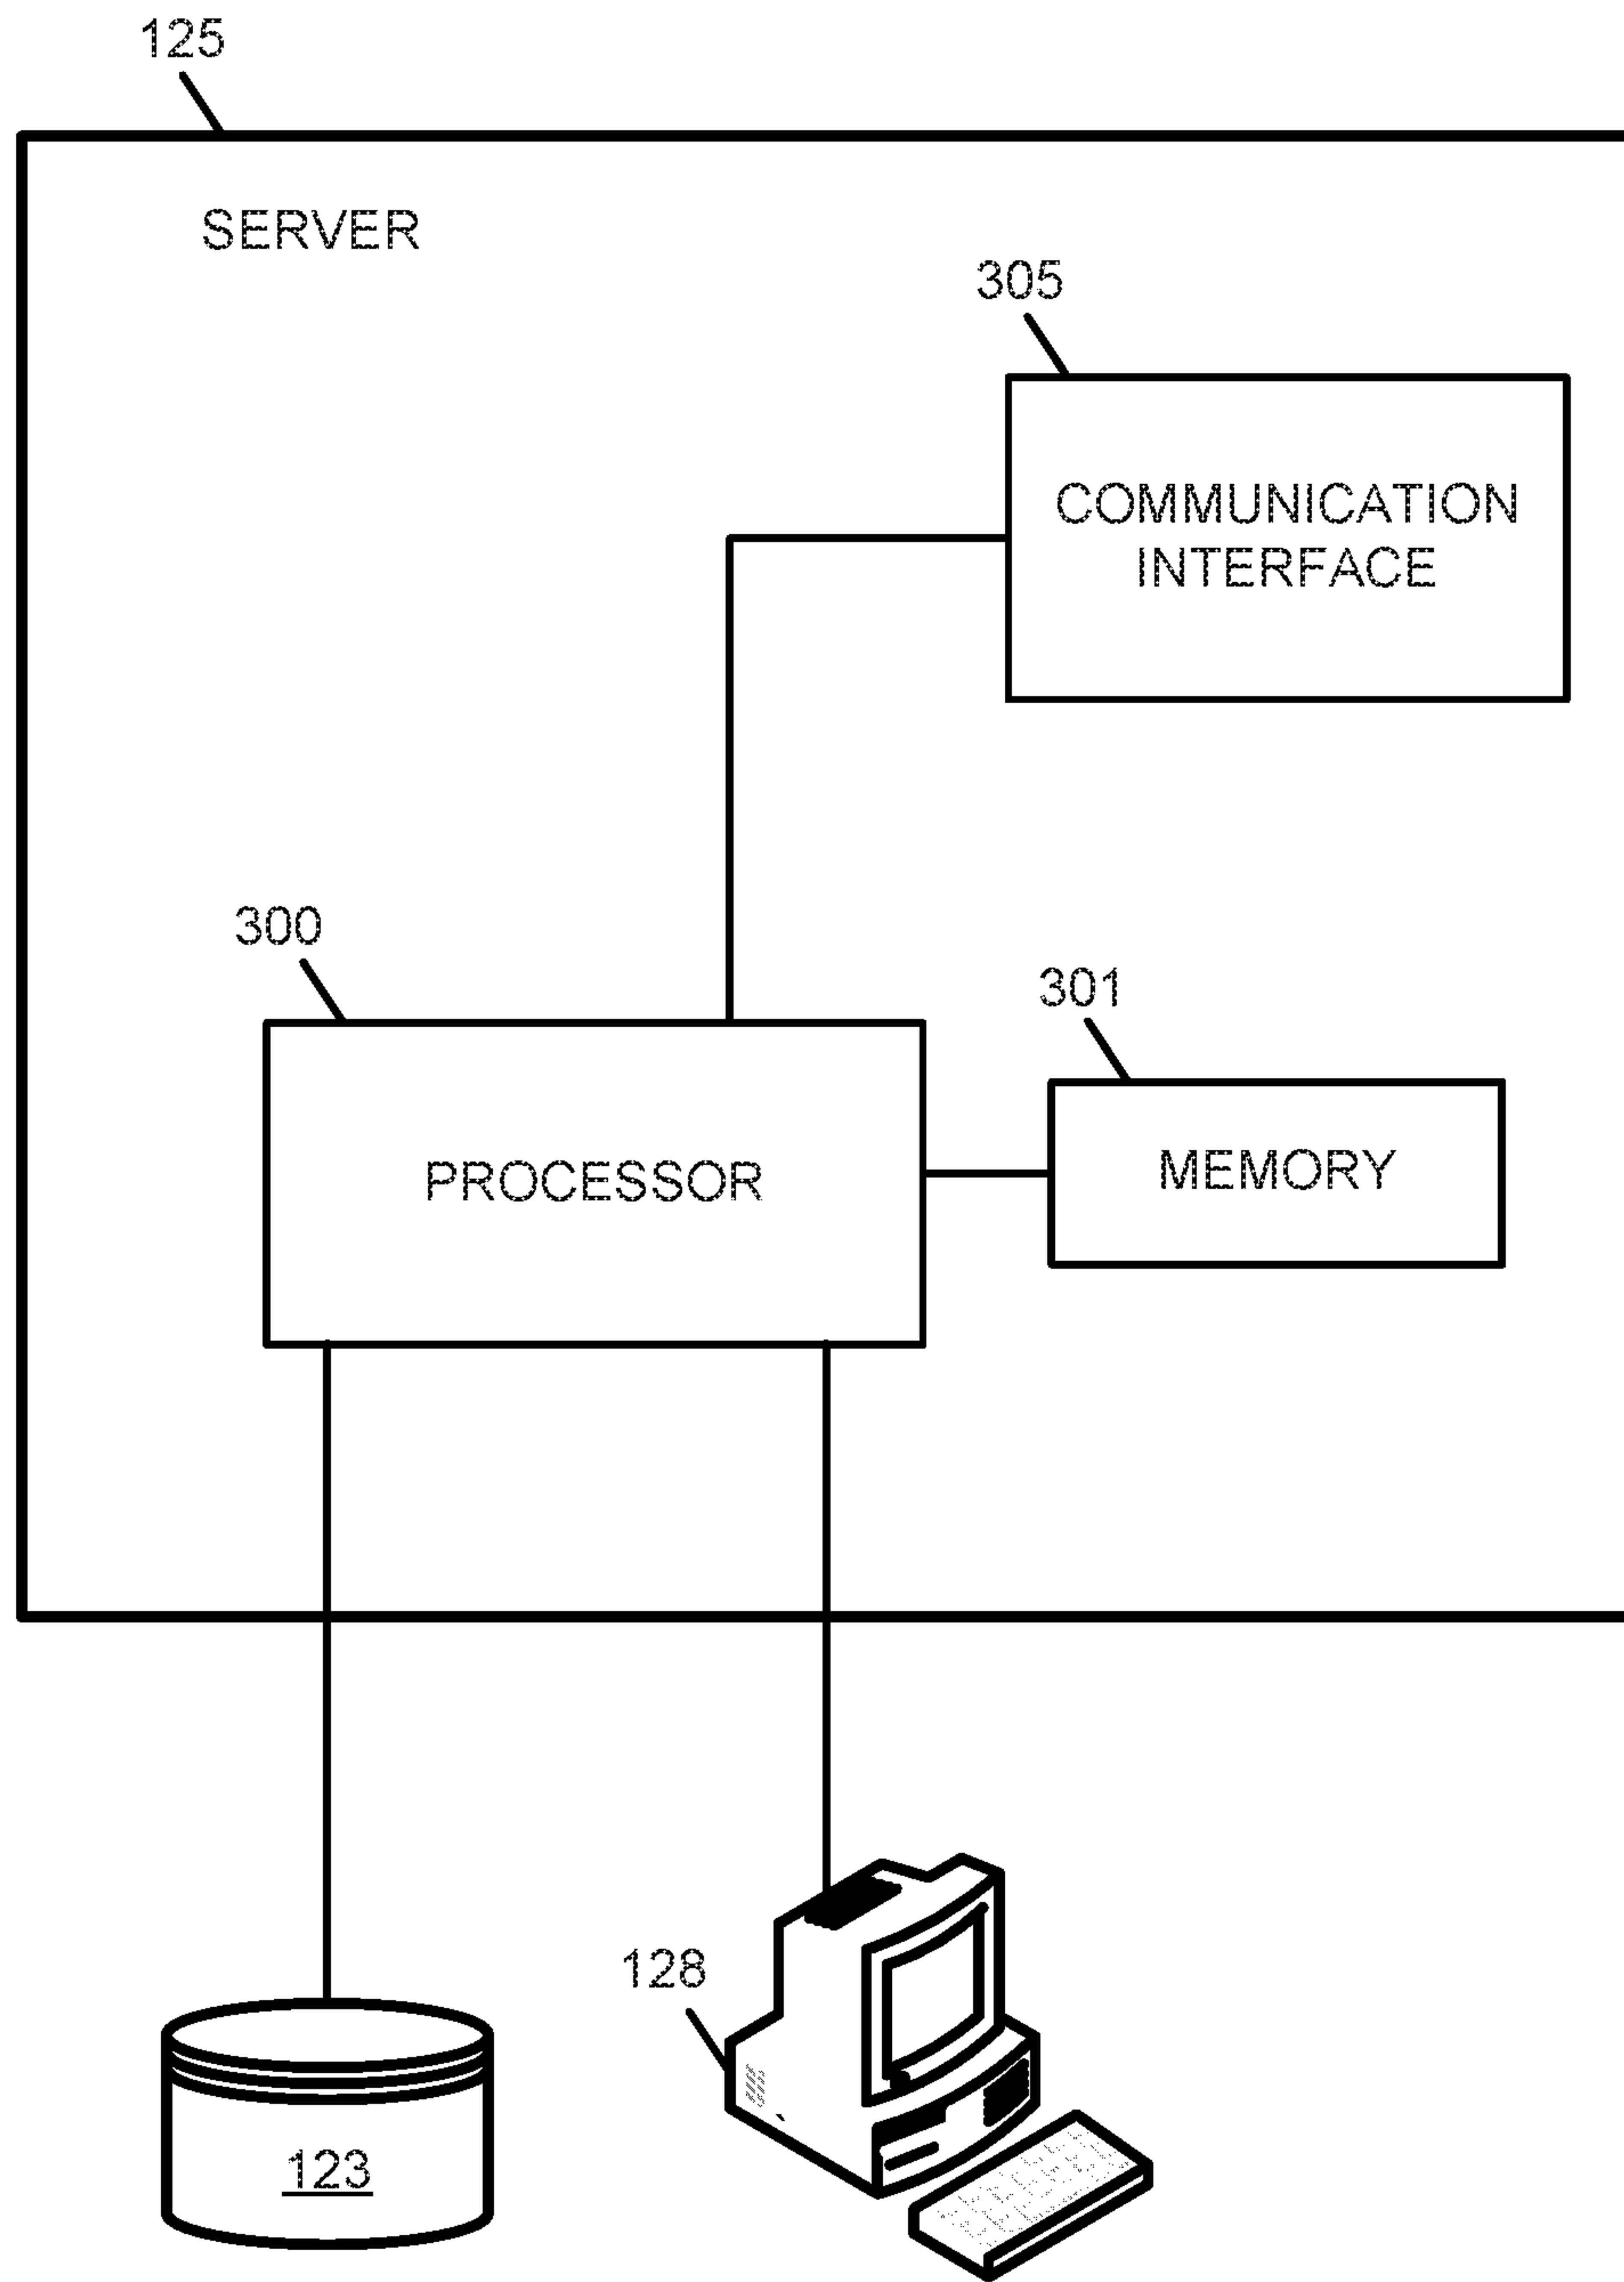 125
SERVER
305
COMMUNICATION
INTERFACE
300
301
PROCESSOR
MEMORY
128
123